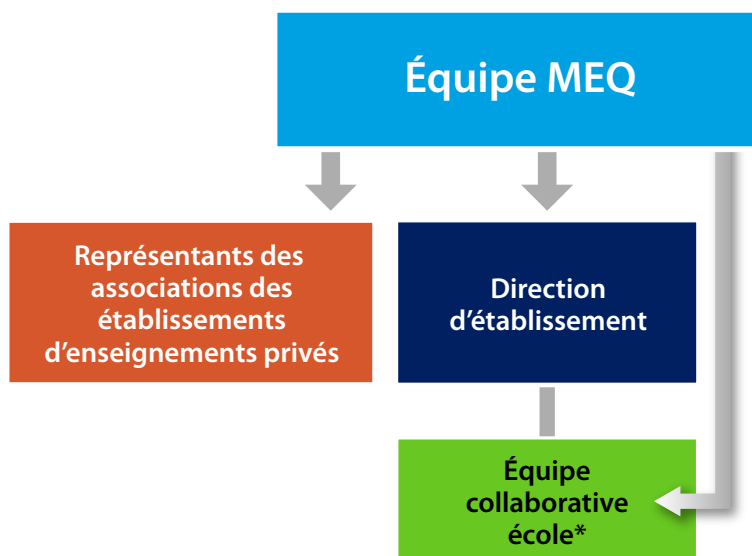 Équipe MEQ
Représentants des
associations des
établissements
d’enseignements privés
Direction
d’établissement
Équipe
collaborative
école*